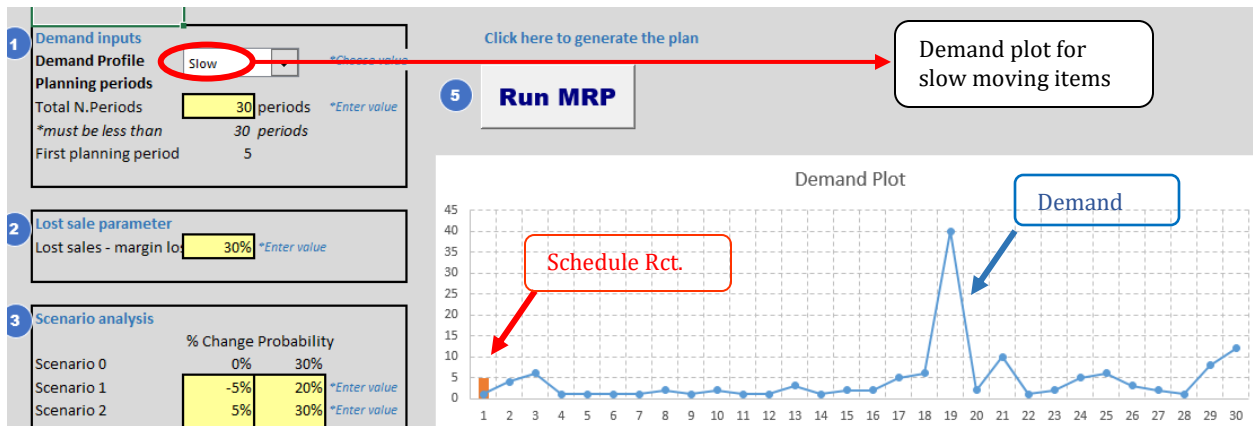 1
Demand inputs
Demand Profile Slow *Choose value
Planning periods
Total N.Periods 30 periods *Enter value
*must be less than 30 periods
First planning period 5
2
Lost sale parameter
Lost sales - margin los 30% *Enter value
3
Scenario analysis
% Change Probability
Scenario 0 0% 30%
Scenario 1 -5% 20% *Enter value
Scenario 2 5% 30% *Enter value
Click here to generate the plan
5
Run MRP
Demand plot for
slow moving items
Demand Plot
Demand
Schedule Rct.
45
40
35
30
25
20
15
10
5
0
1 2 3 4 5 6 7 8 9 10 11 12 13 14 15 16 17 18 19 20 21 22 23 24 25 26 27 28 29 30